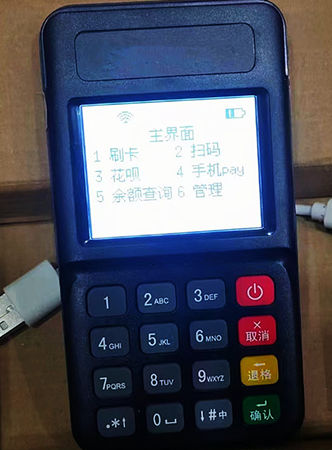 主界面
1 刷卡 2 扫码
3 花呗 4 手机pay
5 余额查询 6 管理
1 2ABC 3DEF
4GHI 5JKL 6MNO 取消
7PQRS 8TUV 9WXYZ 退格
.*↑ 0 ↓#中 确认